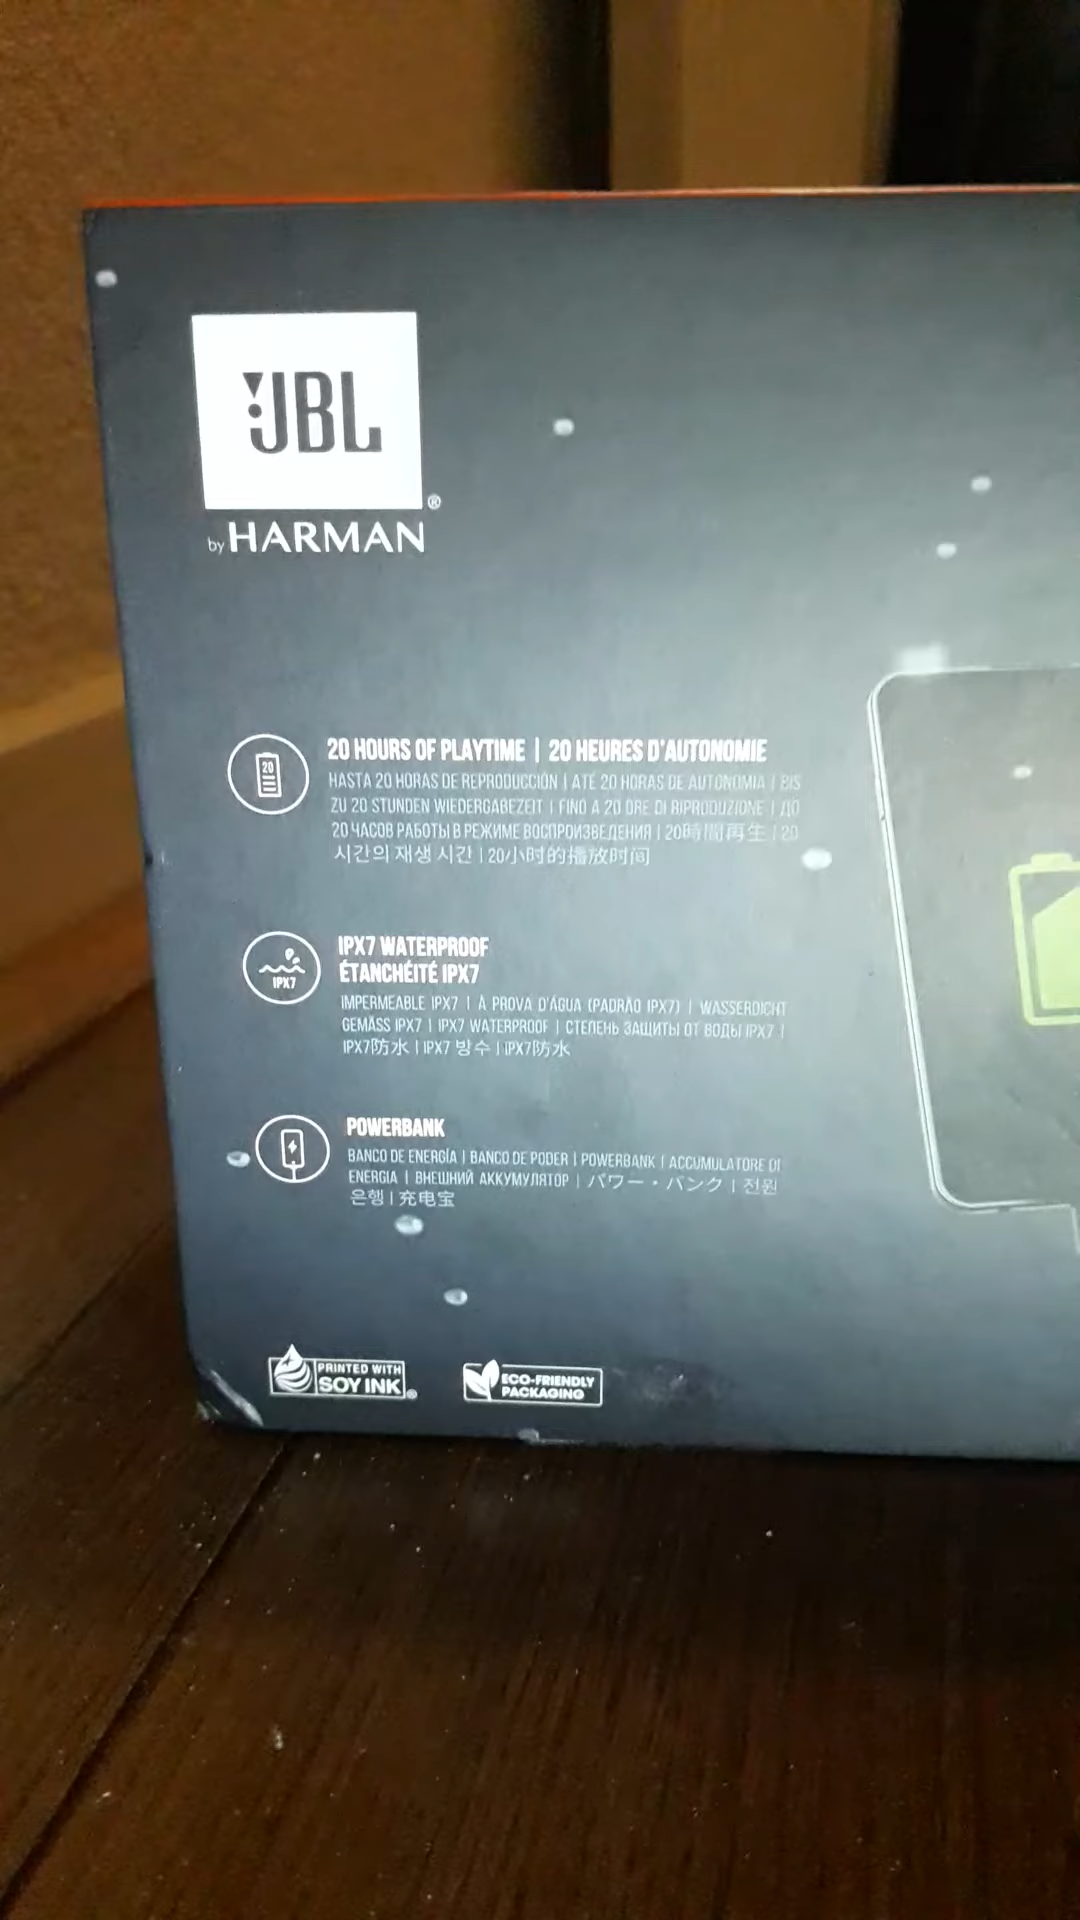 JBL
®
by HARMAN
20
20 HOURS OF PLAYTIME | 20 HEURES D'AUTONOMIE
HASTA 20 HORAS DE REPRODUCCIÓN | ATÉ 20 HORAS DE AUTONOMIA | BIS
ZU 20 STUNDEN WIEDERGABEZEIT | FINO A 20 ORE DI RIPRODUZIONE | ДО
20 ЧАСОВ РАБОТЫ В РЕЖИМЕ ВОСПРОИЗВЕДЕНИЯ | 20時間再生 | 20
시간의 재생 시간 | 20小时的播放时间
IPX7
IPX7 WATERPROOF
ÉTANCHÉITÉ IPX7
IMPERMEABLE IPX7 | À PROVA D'ÁGUA (PADRÃO IPX7) | WASSERDICHT
GEMÄSS IPX7 | IPX7 WATERPROOF | СТЕПЕНЬ ЗАЩИТЫ ОТ ВОДЫ IPX7 |
IPX7防水 | IPX7 방수 | IPX7防水
POWERBANK
BANCO DE ENERGÍA | BANCO DE PODER | POWERBANK | ACCUMULATORE DI
ENERGIA | ВНЕШНИЙ АККУМУЛЯТОР | パワー・バンク | 전원
은행 | 充电宝
PRINTED WITH
SOY INK ®
ECO-FRIENDLY
PACKAGING